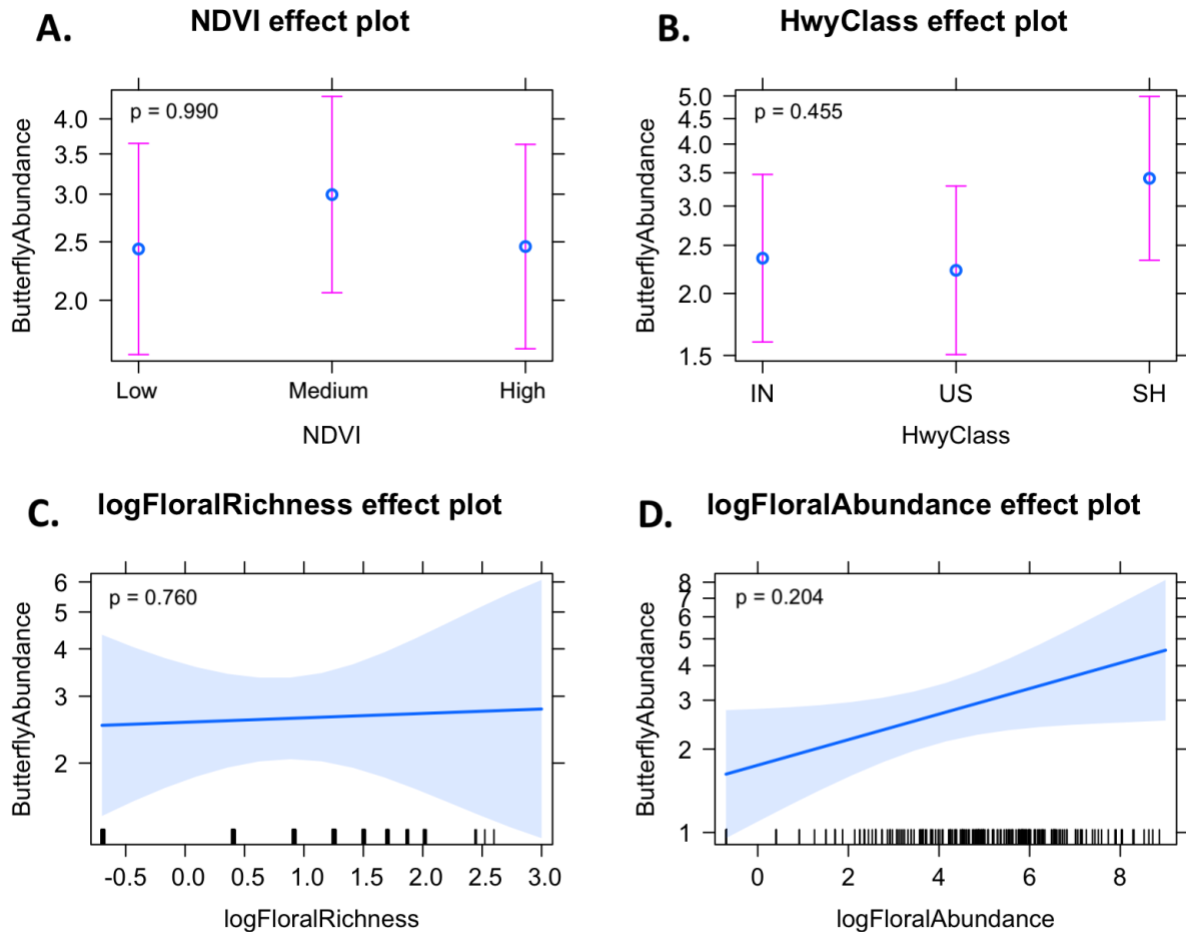 A.
NDVI effect plot
p = 0.990
ButterflyAbundance
4.0
3.5
3.0
2.5
2.0
Low Medium High
NDVI
B.
HwyClass effect plot
p = 0.455
ButterflyAbundance
5.0
4.5
4.0
3.5
3.0
2.5
2.0
1.5
IN US SH
HwyClass
C.
logFloralRichness effect plot
p = 0.760
ButterflyAbundance
6
5
4
3
2
-0.5 0.0 0.5 1.0 1.5 2.0 2.5 3.0
logFloralRichness
D.
logFloralAbundance effect plot
p = 0.204
ButterflyAbundance
8
7
6
5
4
3
2
1
0 2 4 6 8
logFloralAbundance